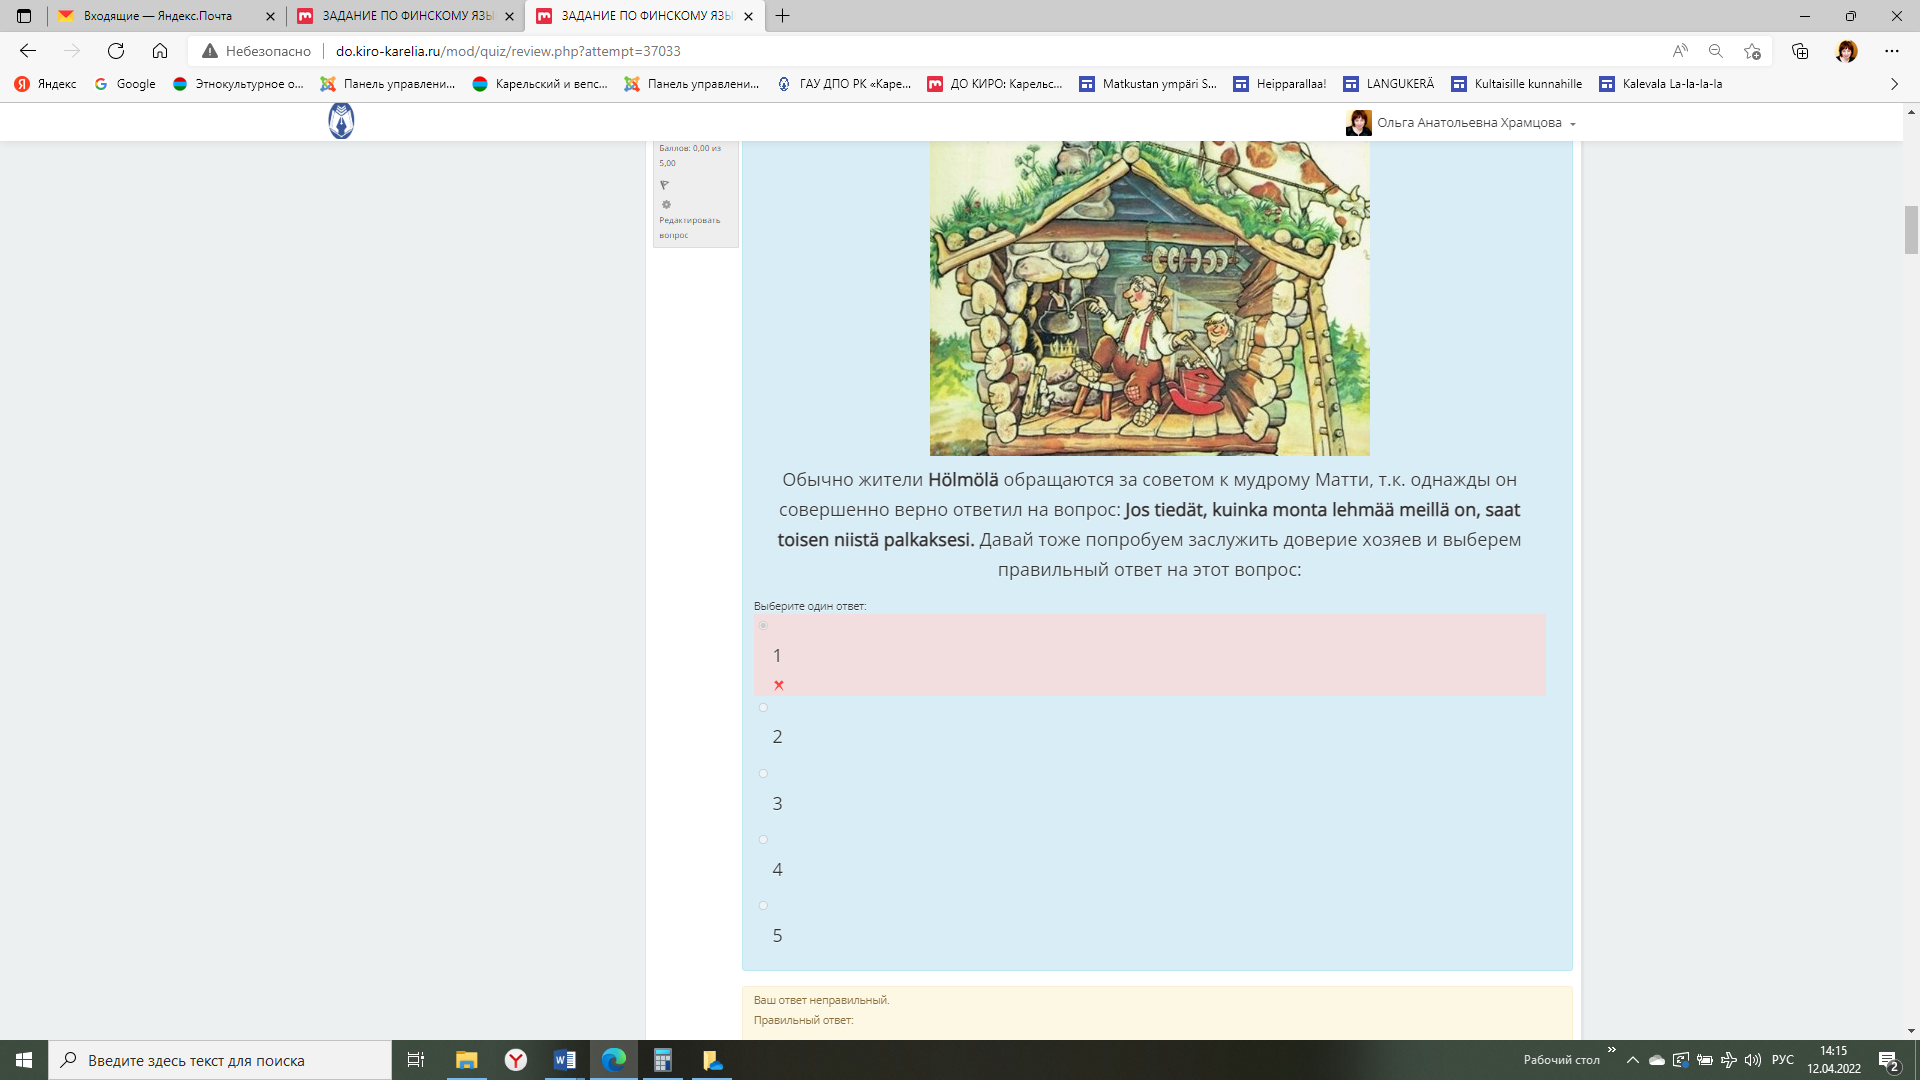 Входящие — Яндекс.Почта
ЗАДАНИЕ ПО ФИНСКОМУ ЯЗЫ
ЗАДАНИЕ ПО ФИНСКОМУ ЯЗЫ
Небезопасно
do.kiro-karelia.ru/mod/quiz/review.php?attempt=37033
Яндекс
Google
Этнокультурное о...
Панель управлени...
Карельский и вепс...
Панель управлени...
ГАУ ДПО РК «Каре...
ДО КИРО: Карельс...
Matkustan ympäri S...
Heipparallaa!
LANGUKERÄ
Kultaisille kunnahille
Kalevala La-la-la-la
Ольга Анатольевна Храмцова
Баллов: 0,00 из
5,00
Редактировать
вопрос
Обычно жители Hölmölä обращаются за советом к мудрому Матти, т.к. однажды он
совершенно верно ответил на вопрос: Jos tiedät, kuinka monta lehmää meillä on, saat
toisen niistä palkaksesi. Давай тоже попробуем заслужить доверие хозяев и выберем
правильный ответ на этот вопрос:
Выберите один ответ:
1
2
3
4
5
Ваш ответ неправильный.
Правильный ответ:
Введите здесь текст для поиска
Рабочий стол
РУС
14:15
12.04.2022
2